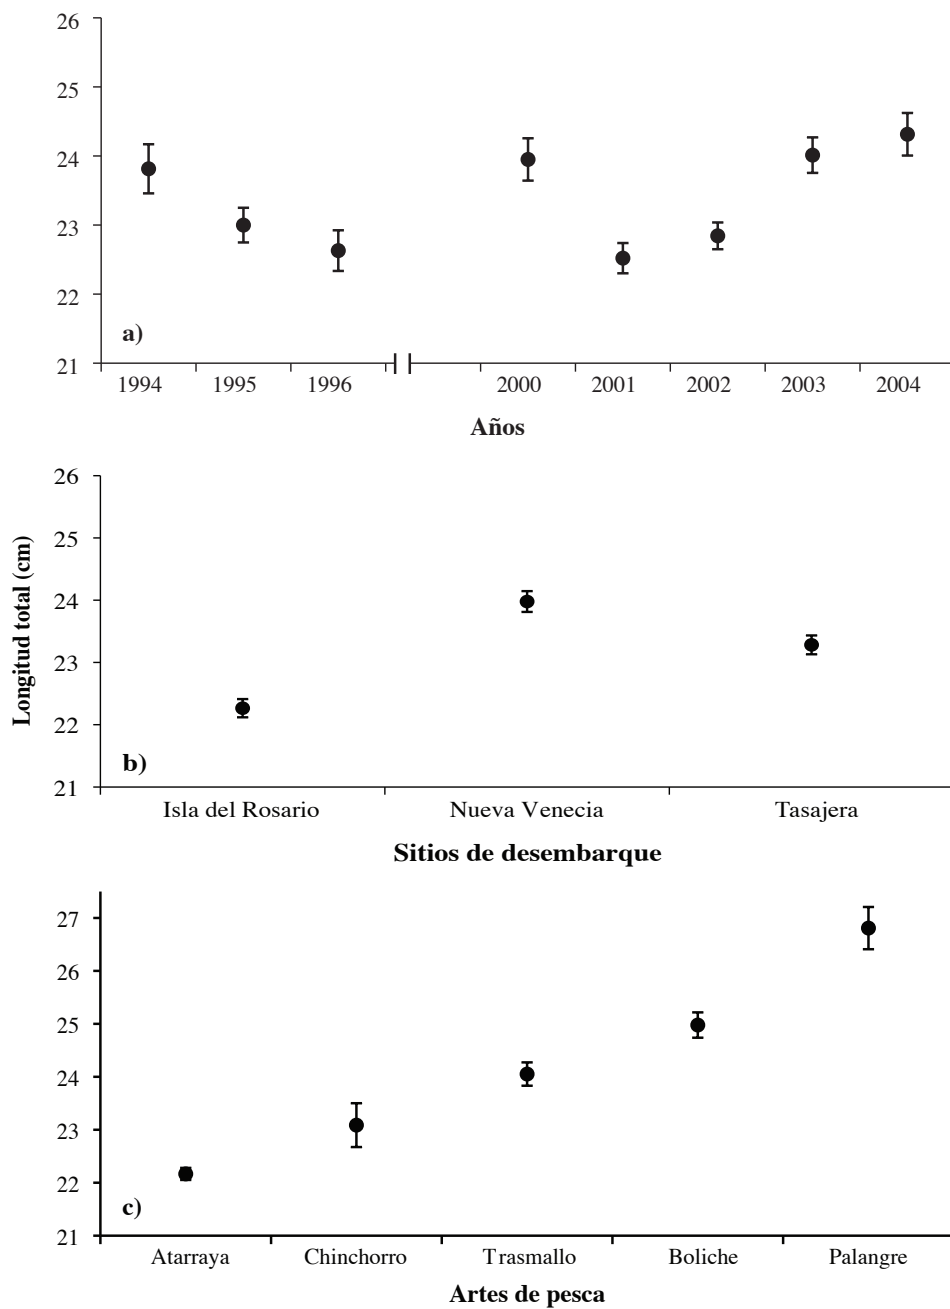 26
25
24
23
22
21
a)
1994 1995 1996 2000 2001 2002 2003 2004
Años
Longitud total (cm)
26
25
24
23
22
21
b)
Isla del Rosario Nueva Venecia Tasajera
Sitios de desembarque
27
26
25
24
23
22
21
c)
Atarraya Chinchorro Trasmallo Boliche Palangre
Artes de pesca